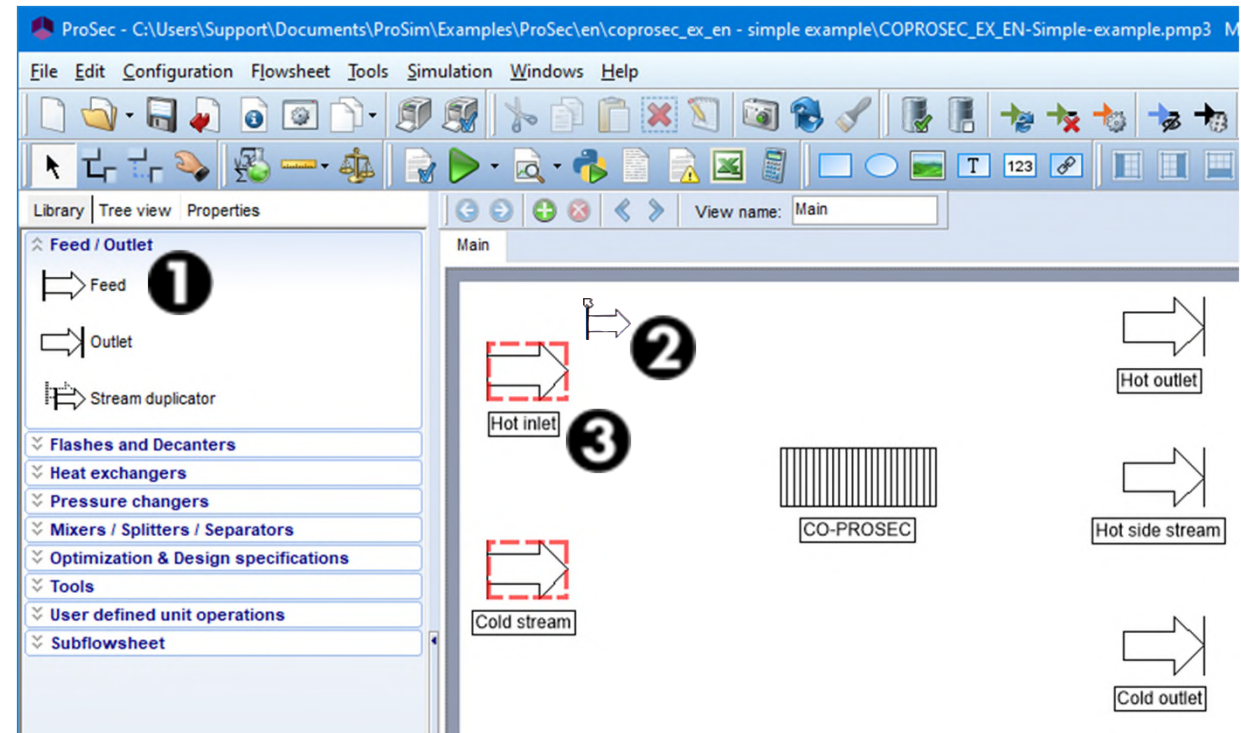 ProSec - C:\Users\Support\Documents\ProSim\Examples\ProSec\en\coprosec_ex_en - simple example\COPROSEC_EX_EN-Simple-example.pmp3 M
File Edit Configuration Flowsheet Tools Simulation Windows Help
T 123
Library Tree view Properties
View name: Main
Feed / Outlet
Main
Feed
1
Outlet
Stream duplicator
Flashes and Decanters
Heat exchangers
Pressure changers
Mixers / Splitters / Separators
Optimization & Design specifications
Tools
User defined unit operations
Subflowsheet
2
Hot inlet
3
Cold stream
CO-PROSEC
Hot outlet
Hot side stream
Cold outlet